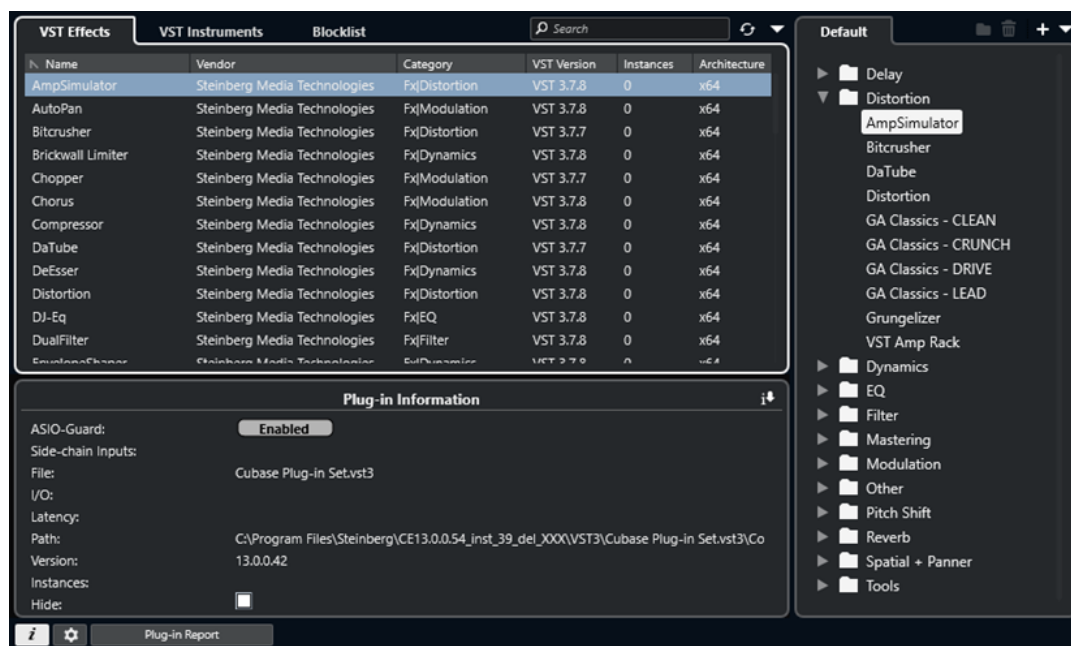 VST Effects VST Instruments Blocklist Search
Name Vendor Category VST Version Instances Architecture
AmpSimulator Steinberg Media Technologies Fx|Distortion VST 3.7.8 0 x64
AutoPan Steinberg Media Technologies Fx|Modulation VST 3.7.8 0 x64
Bitcrusher Steinberg Media Technologies Fx|Distortion VST 3.7.7 0 x64
Brickwall Limiter Steinberg Media Technologies Fx|Dynamics VST 3.7.8 0 x64
Chopper Steinberg Media Technologies Fx|Modulation VST 3.7.7 0 x64
Chorus Steinberg Media Technologies Fx|Modulation VST 3.7.8 0 x64
Compressor Steinberg Media Technologies Fx|Dynamics VST 3.7.8 0 x64
DaTube Steinberg Media Technologies Fx|Distortion VST 3.7.7 0 x64
DeEsser Steinberg Media Technologies Fx|Dynamics VST 3.7.8 0 x64
Distortion Steinberg Media Technologies Fx|Distortion VST 3.7.8 0 x64
DJ-Eq Steinberg Media Technologies Fx|EQ VST 3.7.8 0 x64
DualFilter Steinberg Media Technologies Fx|Filter VST 3.7.8 0 x64
EnvelopeShaper Steinberg Media Technologies Fx|Dynamics VST 3.7.8 0 x64
Plug-in Information
ASIO-Guard: Enabled
Side-chain Inputs:
File: Cubase Plug-in Set.vst3
I/O:
Latency:
Path: C:\Program Files\Steinberg\CE13.0.0.54_inst_39_del_XXX\VST3\Cubase Plug-in Set.vst3\Co
Version: 13.0.0.42
Instances:
Hide:
i Plug-in Report
Default
Delay
Distortion
AmpSimulator
Bitcrusher
DaTube
Distortion
GA Classics - CLEAN
GA Classics - CRUNCH
GA Classics - DRIVE
GA Classics - LEAD
Grungelizer
VST Amp Rack
Dynamics
EQ
Filter
Mastering
Modulation
Other
Pitch Shift
Reverb
Spatial + Panner
Tools